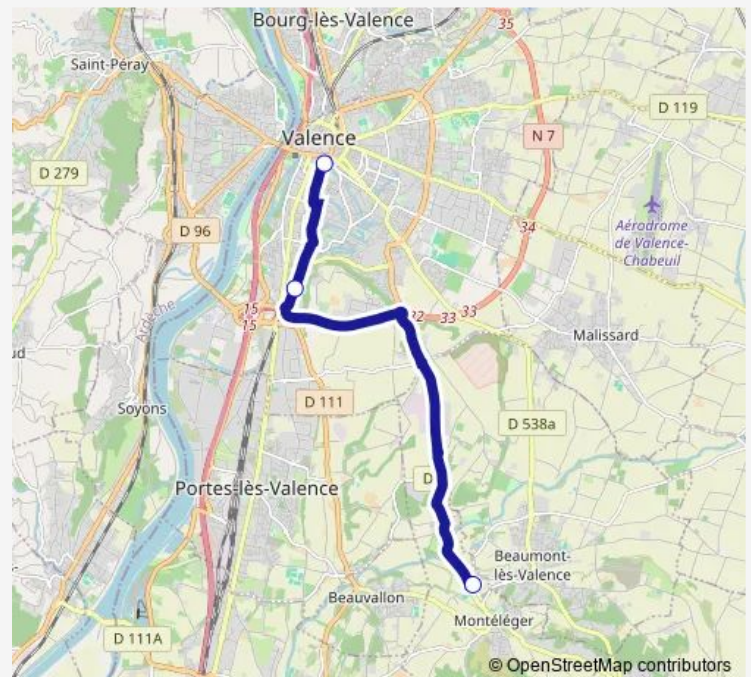 Bourg-lès-Valence
35
Saint-Péray
D 119
Valence
N 7
D 279
34
D 96
Aérodrome
de Valence-
Chabeuil
Ardèche
15
15
32
33
33
Malissard
ud
D 111
Soyons
D 538a
D
Portes-lès-Valence
Beaumont-
lès-Valence
Beauvallon
Montéléger
D 111A
© OpenStreetMap contributors